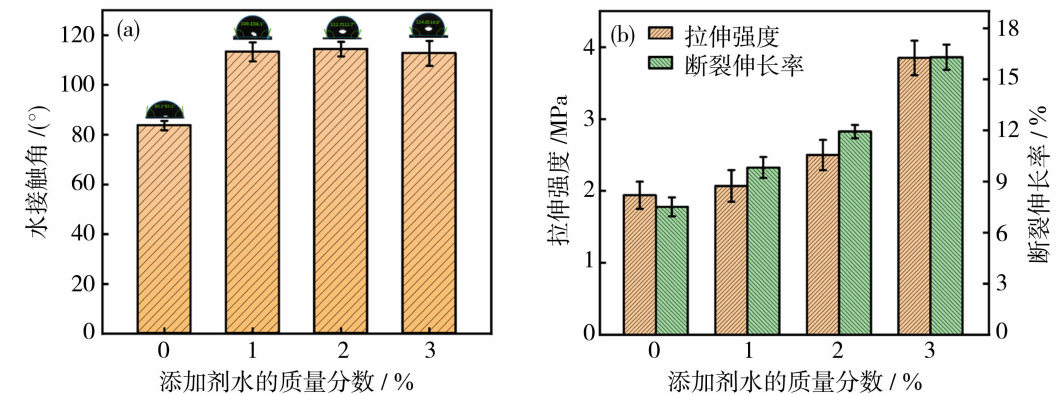 (a)
120
100
80
60
40
20
0
水接触角 /(°)
0 1 2 3
添加剂水的质量分数 / %
(b)
拉伸强度
断裂伸长率
4
3
2
1
0
拉伸强度 /MPa
18
15
12
9
6
3
0
断裂伸长率 / %
0 1 2 3
添加剂水的质量分数 / %